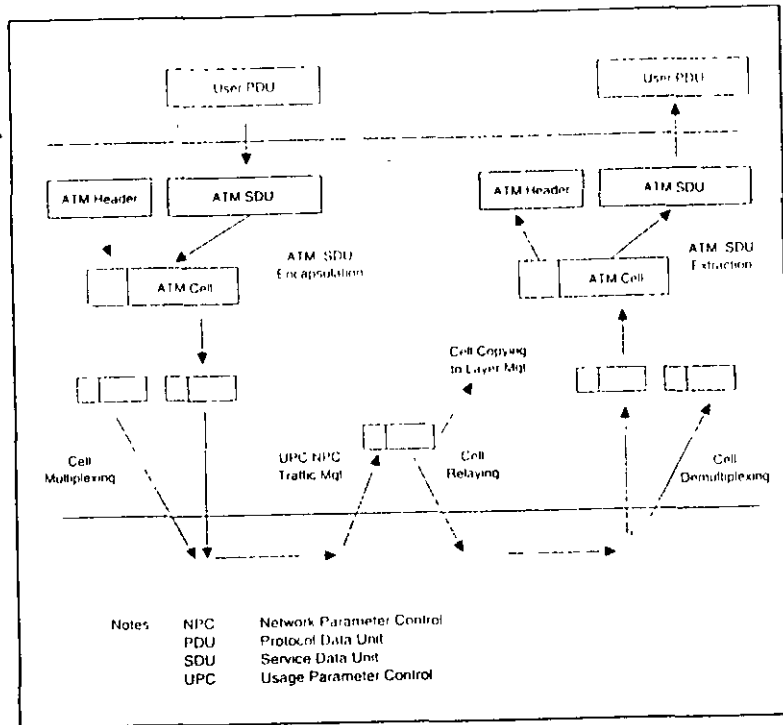 User PDU
User PDU
ATM Header
ATM SDU
ATM Header
ATM SDU
ATM SDU
Encapsulation
ATM SDU
Extraction
ATM Cell
ATM Cell
Cell Copying
to Layer Mgt
Cell
Multiplexing
UPC NPC
Traffic Mgt
Cell
Relaying
Cell
Demultiplexing
Notes NPC Network Parameter Control
PDU Protocol Data Unit
SDU Service Data Unit
UPC Usage Parameter Control